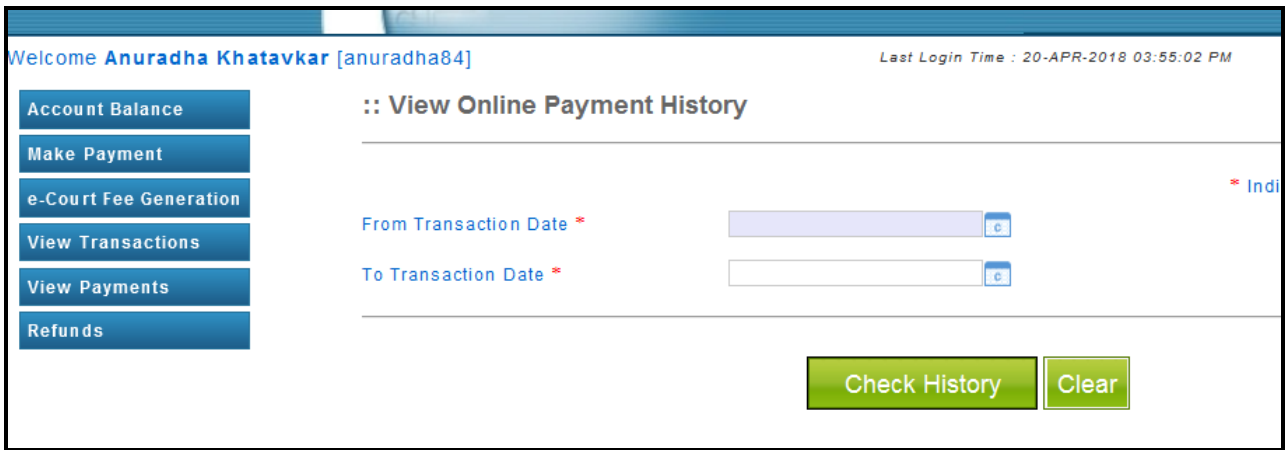 Welcome Anuradha Khatavkar [anuradha84]
Last Login Time : 20-APR-2018 03:55:02 PM
Account Balance
Make Payment
e-Court Fee Generation
View Transactions
View Payments
Refunds
:: View Online Payment History
* Indi
From Transaction Date *
To Transaction Date *
Check History
Clear